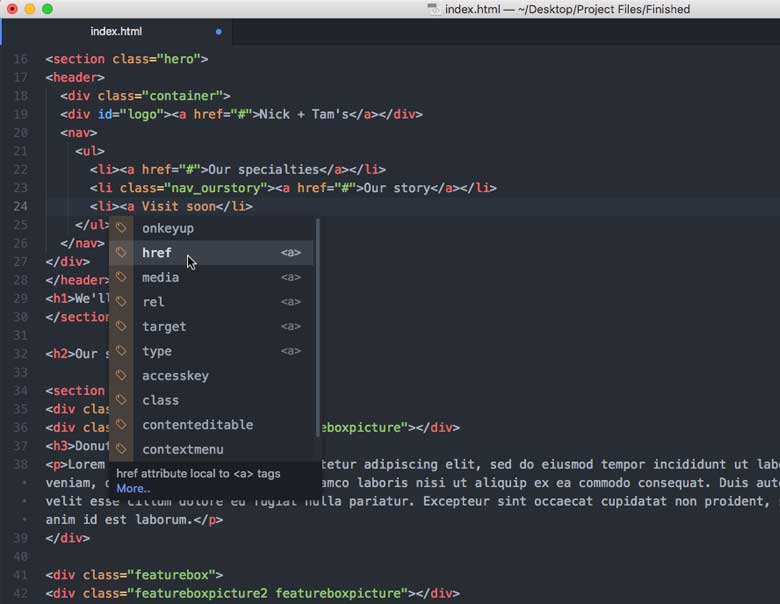 index.html — ~/Desktop/Project Files/Finished
index.html
16 <section class="hero">
17 <header>
18 <div class="container">
19 <div id="logo"><a href="#">Nick + Tam's</a></div>
20 <nav>
21 <ul>
22 <li><a href="#">Our specialties</a></li>
23 <li class="nav_ourstory"><a href="#">Our story</a></li>
24 <li><a Visit soon</li>
25 </ul>
26 </nav>
27 </div>
28 </header>
29 <h1>We'll
30 </section
31
32 <h2>Our s
33
34 <section
35 <div clas
36 <div clas eboxpicture"></div>
37 <h3>Donut
38 <p>Lorem tetur adipiscing elit, sed do eiusmod tempor incididunt ut lab
• veniam, amco laboris nisi ut aliquip ex ea commodo consequat. Duis aut
• velit esse cillum dolore eu fugiat nulla pariatur. Excepteur sint occaecat cupidatat non proident,
• anim id est laborum.</p>
39 </div>
40
41 <div class="featurebox">
42 <div class="featureboxpicture2 featureboxpicture"></div>
onkeyup
href <a>
media <a>
rel <a>
target <a>
type <a>
accesskey
class
contenteditable
contextmenu
href attribute local to <a> tags
More..